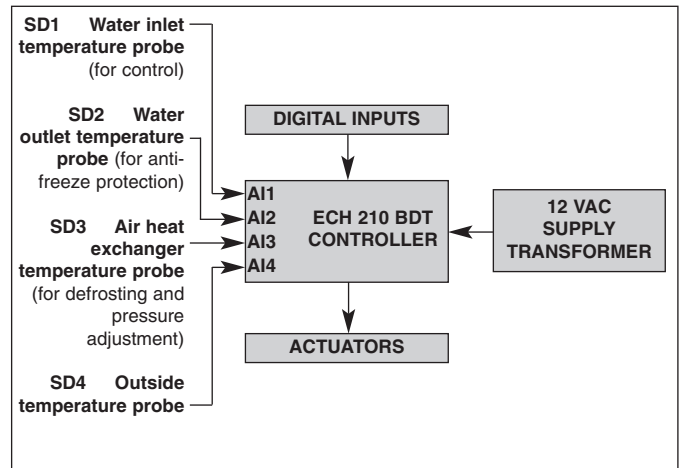 SD1 Water inlet
temperature probe
(for control)
SD2 Water
outlet temperature
probe (for anti-
freeze protection)
SD3 Air heat
exchanger
temperature probe
(for defrosting and
pressure
adjustment)
SD4 Outside
temperature probe
DIGITAL INPUTS
AI1
AI2
AI3
AI4
ECH 210 BDT
CONTROLLER
12 VAC
SUPPLY
TRANSFORMER
ACTUATORS